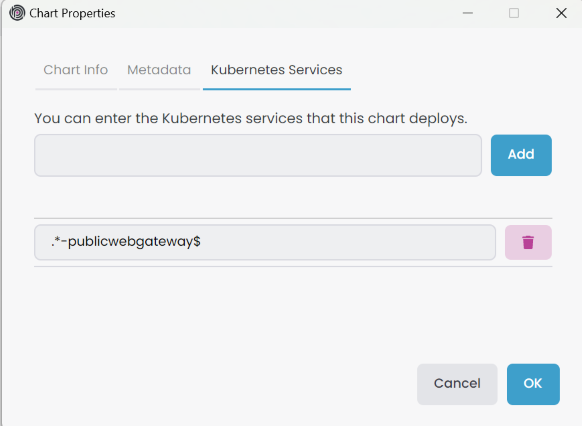 Chart Properties
Chart Info Metadata Kubernetes Services
You can enter the Kubernetes services that this chart deploys.
Add
.*-publicwebgateway$
Cancel OK